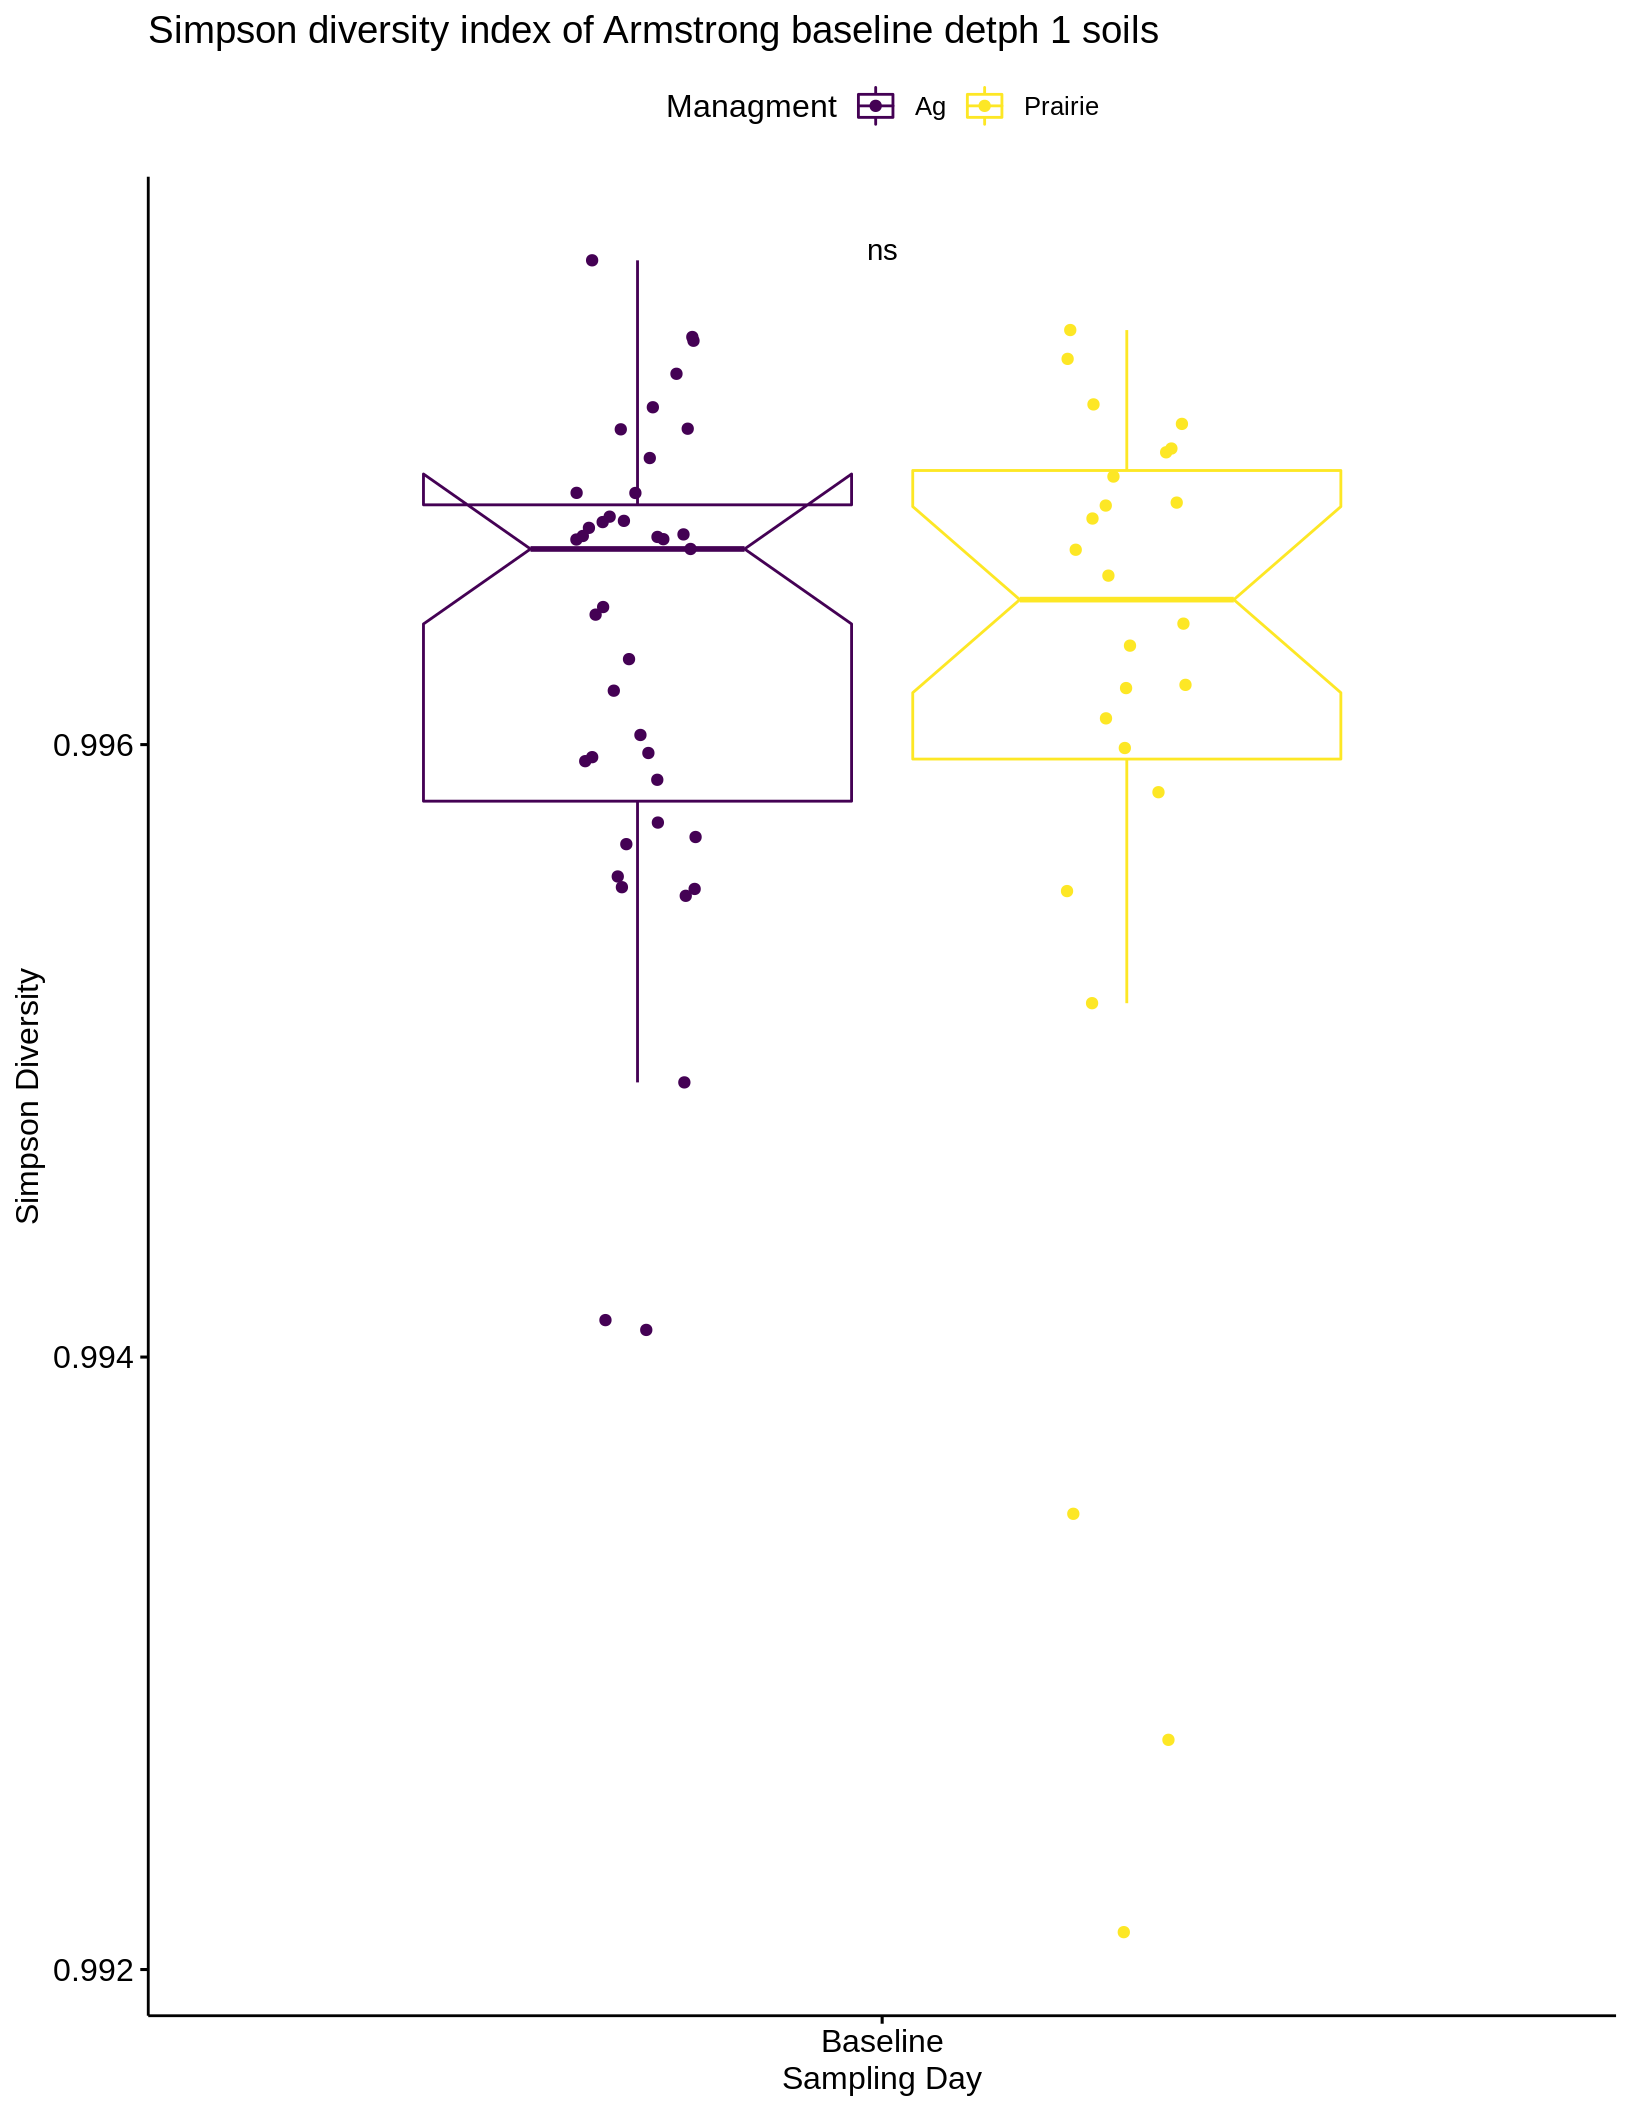 Simpson diversity index of Armstrong baseline detph 1 soils
Managment Ag Prairie
ns
0.996
0.994
0.992
Simpson Diversity
Baseline
Sampling Day